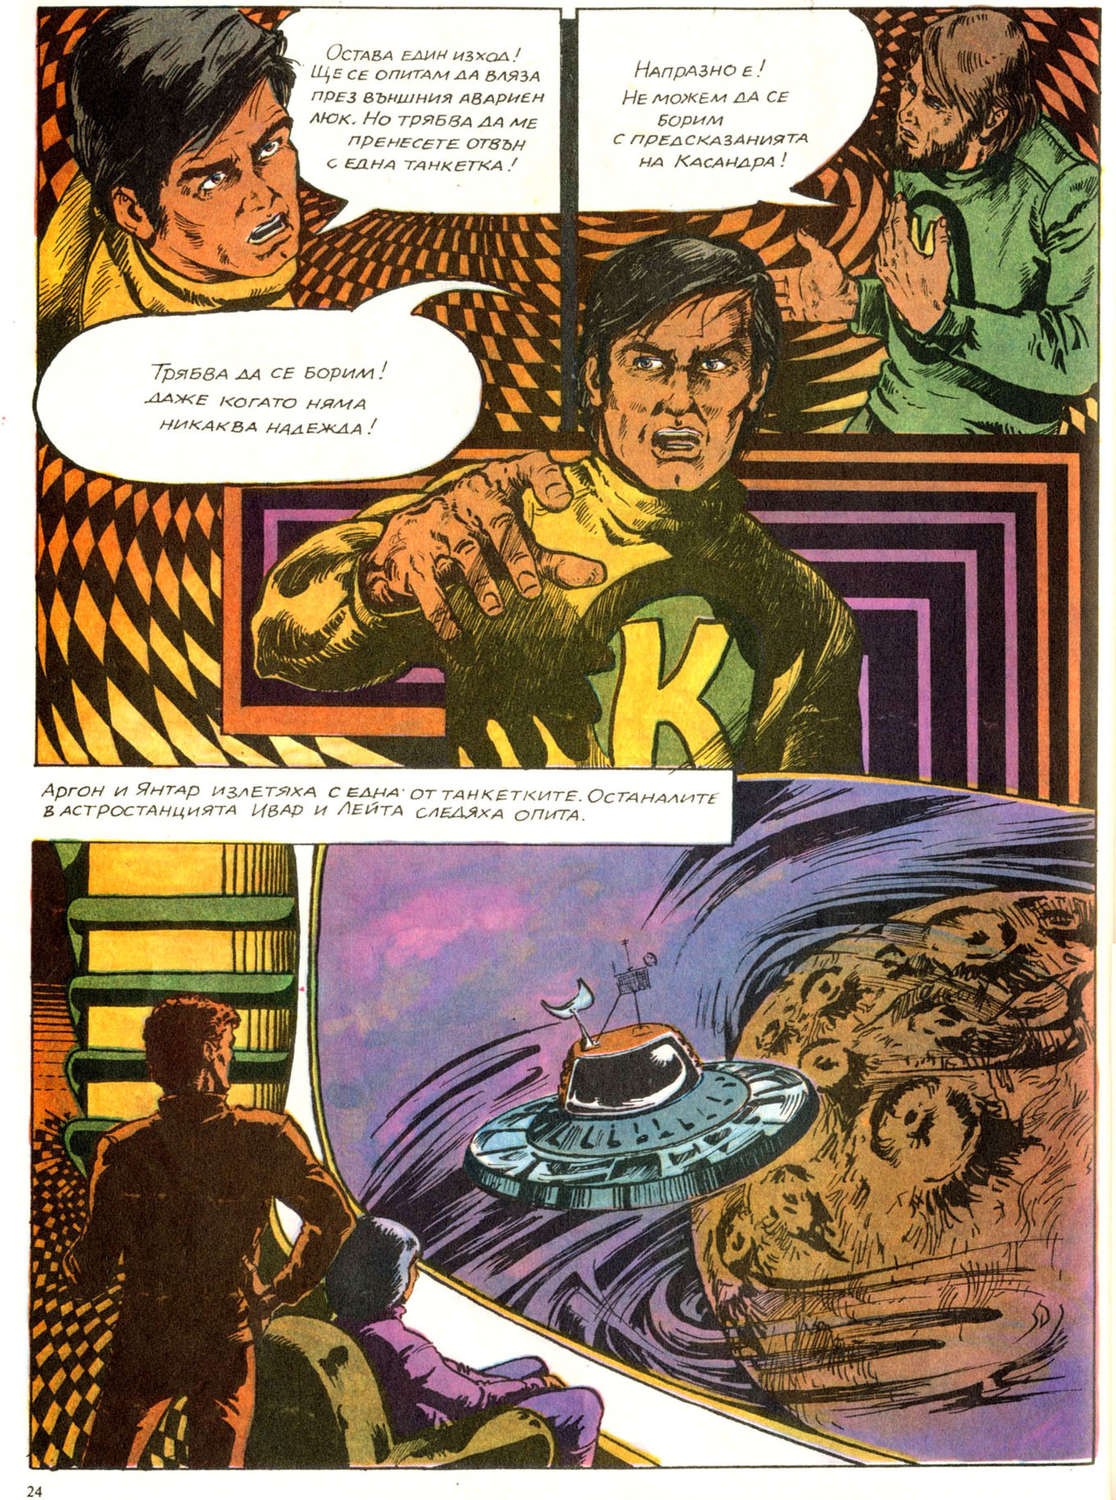 ОСТАВА ЕДИН ИЗХОД!
ЩЕ СЕ ОПИТАМ ДА ВЛЯЗА
ПРЕЗ ВЪНШНИЯ АВАРИЕН
ЛЮК. НО ТРЯБВА ДА МЕ
ПРЕНЕСЕТЕ ОТВЪН
С ЕДНА ТАНКЕТКА!
НАПРАЗНО Е!
НЕ МОЖЕМ ДА СЕ
БОРИМ
С ПРЕДСКАЗАНИЯТА
НА КАСАНДРА!
ТРЯБВА ДА СЕ БОРИМ!
ДАЖЕ КОГАТО НЯМА
НИКАКВА НАДЕЖДА!
K
АРГОН И ЯНТАР ИЗЛЕТЯХА С ЕДНА ОТ ТАНКЕТКИТЕ. ОСТАНАЛИТЕ
В АСТРОСТАНЦИЯТА ИВАР И ЛЕЙТА СЛЕДЯХА ОПИТА.
24